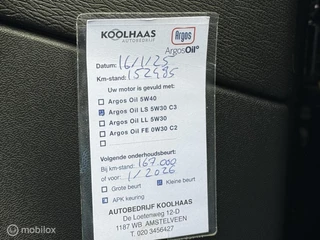 KOOLHAAS
AUTOBEDRIJF
Argos
ArgosOil
Datum: 16/1/25
Km-stand: 152485
Uw motor is gevuld met:
Argos Oil 5W40
Argos Oil LS 5W30 C3
Argos Oil LL 5W30
Argos Oil FE 0W30 C2
Volgende onderhoudsbeurt:
Bij km-stand: 167.000
of voor: 1/2026
Grote beurt Kleine beurt
APK keuring
AUTOBEDRIJF KOOLHAAS
De Loetenweg 12-D
1187 WB AMSTELVEEN
T. 020 3456427
Mobilox